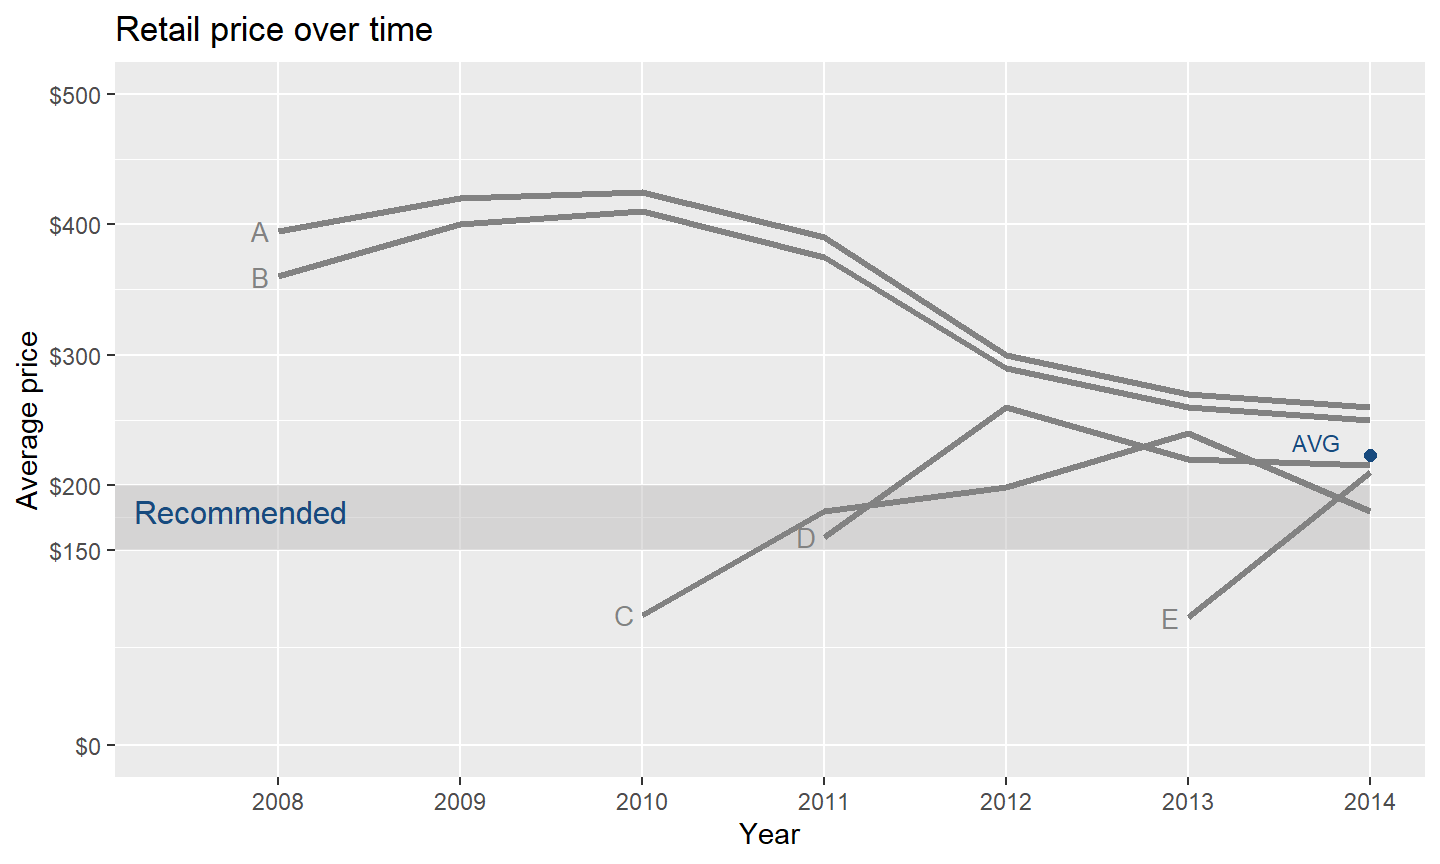 Retail price over time
Average price
$500
$400
$300
$200
$150
$0
A
B
C
D
E
AVG
Recommended
2008 2009 2010 2011 2012 2013 2014
Year